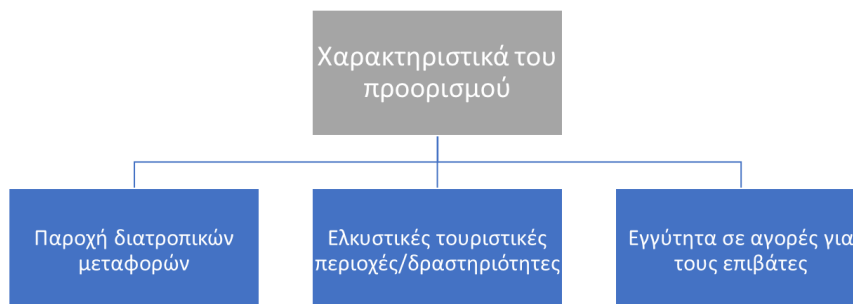 Χαρακτηριστικά του
προορισμού
Παροχή διατροπικών
μεταφορών
Ελκυστικές τουριστικές
περιοχές/δραστηριότητες
Εγγύτητα σε αγορές για
τους επιβάτες